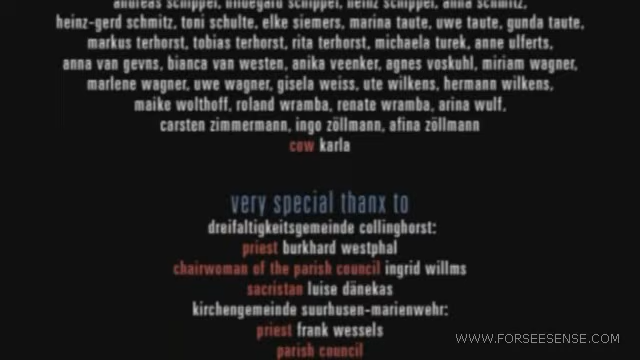 andreas schippel, hildegard schippel, heinz schippel, anna schmitz,
heinz-gerd schmitz, toni schulte, elke siemers, marina taute, uwe taute, gunda taute,
markus terhorst, tobias terhorst, rita terhorst, michaela turek, anne ulferts,
anna van gevns, bianca van westen, anika veenker, agnes voskuhl, miriam wagner,
marlene wagner, uwe wagner, gisela weiss, ute wilkens, hermann wilkens,
maike wolthoff, roland wramba, renate wramba, arina wulf,
carsten zimmermann, ingo zöllmann, afina zöllmann
cow karla
very special thanx to
dreifaltigkeitsgemeinde collinghorst:
priest burkhard westphal
chairwoman of the parish council ingrid willms
sacristan luise dänekas
kirchengemeinde suurhusen-marienwehr:
priest frank wessels
parish council
WWW.FORSEESENSE.COM